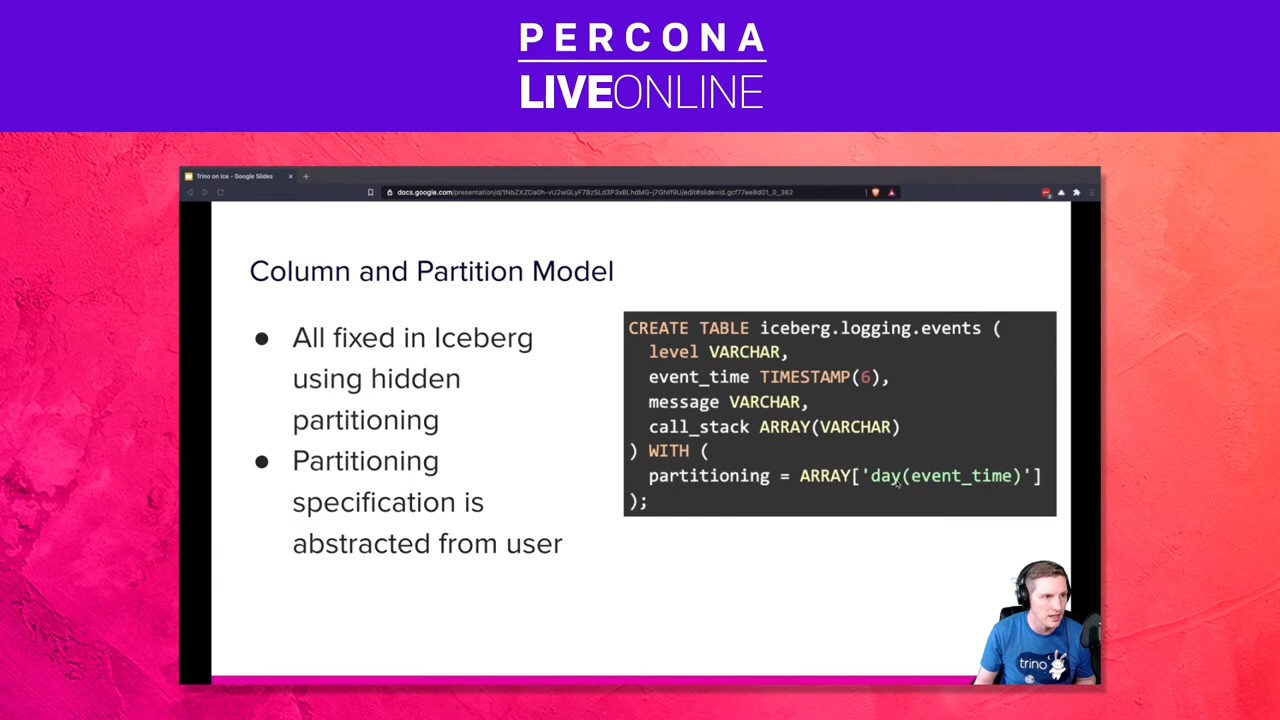 PERCONA
LIVEONLINE
Trino on Ice - Google Slides
Column and Partition Model
● All fixed in Iceberg
using hidden
partitioning
● Partitioning
specification is
abstracted from user
CREATE TABLE iceberg.logging.events (
level VARCHAR,
event_time TIMESTAMP(6),
message VARCHAR,
call_stack ARRAY(VARCHAR)
) WITH (
partitioning = ARRAY['day(event_time)']
);
trino